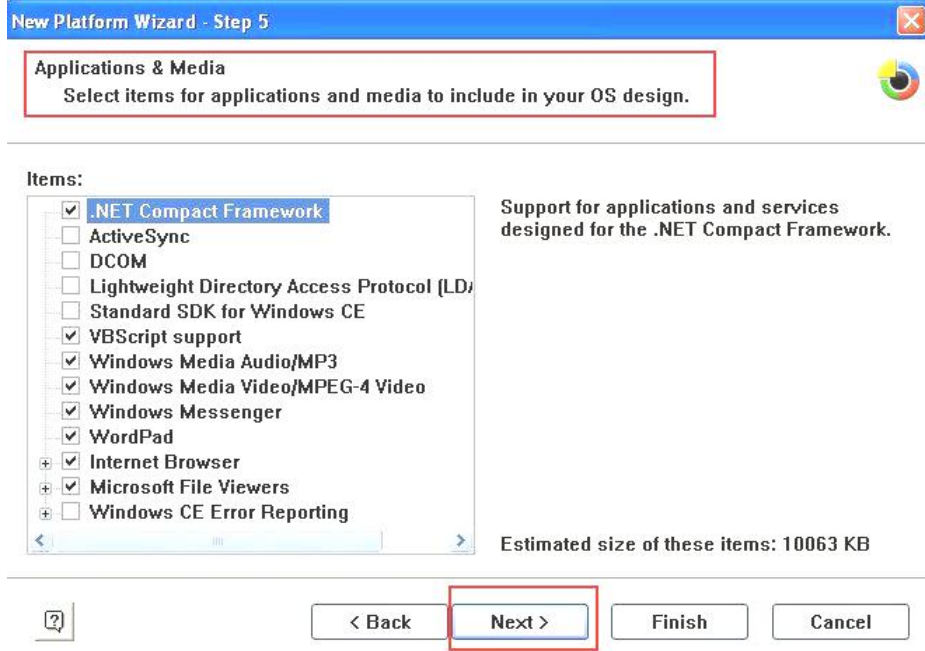 New Platform Wizard - Step 5
Applications & Media
Select items for applications and media to include in your OS design.
Items:
.NET Compact Framework
ActiveSync
DCOM
Lightweight Directory Access Protocol (LDA
Standard SDK for Windows CE
VBScript support
Windows Media Audio/MP3
Windows Media Video/MPEG-4 Video
Windows Messenger
WordPad
Internet Browser
Microsoft File Viewers
Windows CE Error Reporting
Support for applications and services
designed for the .NET Compact Framework.
Estimated size of these items: 10063 KB
< Back
Next >
Finish
Cancel